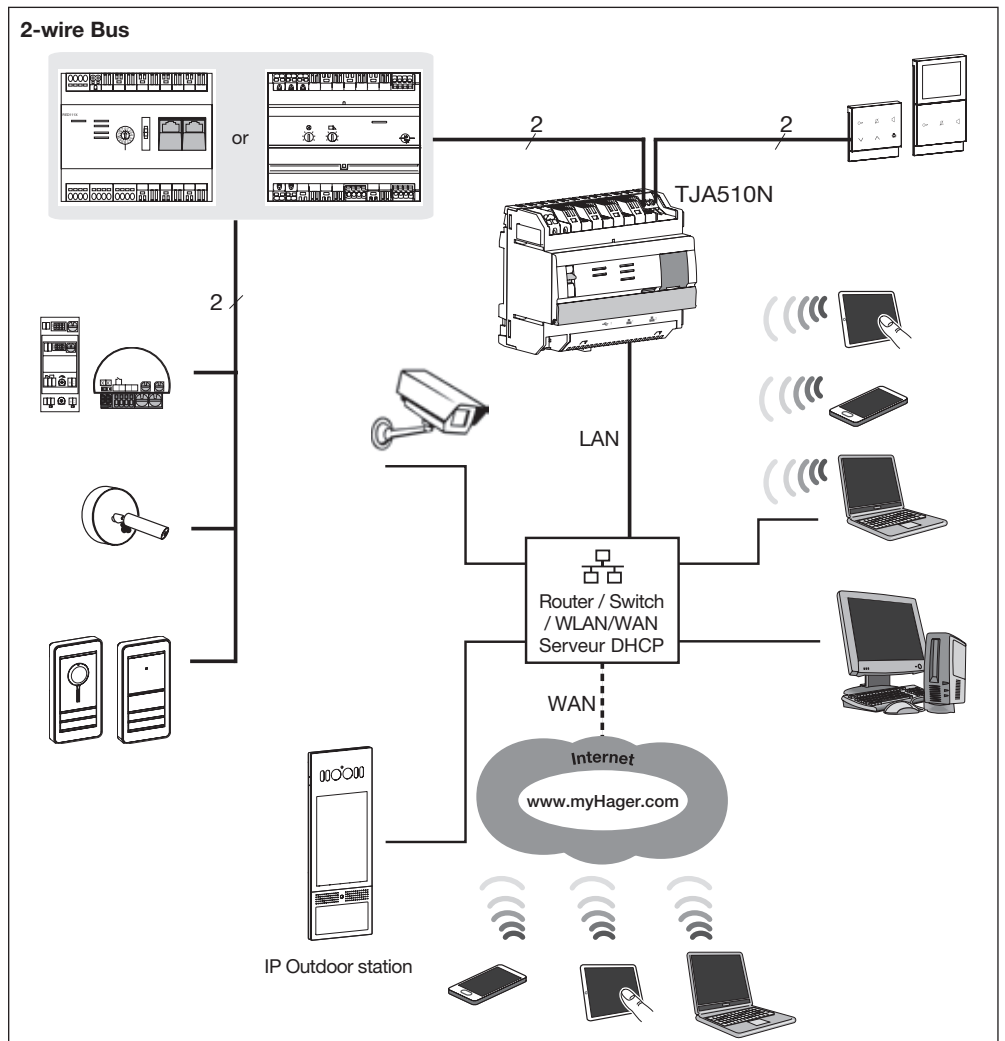 2-wire Bus
or
2
2
TJA510N
2
LAN
Router / Switch
/ WLAN/WAN
Serveur DHCP
WAN
Internet
www.myHager.com
IP Outdoor station